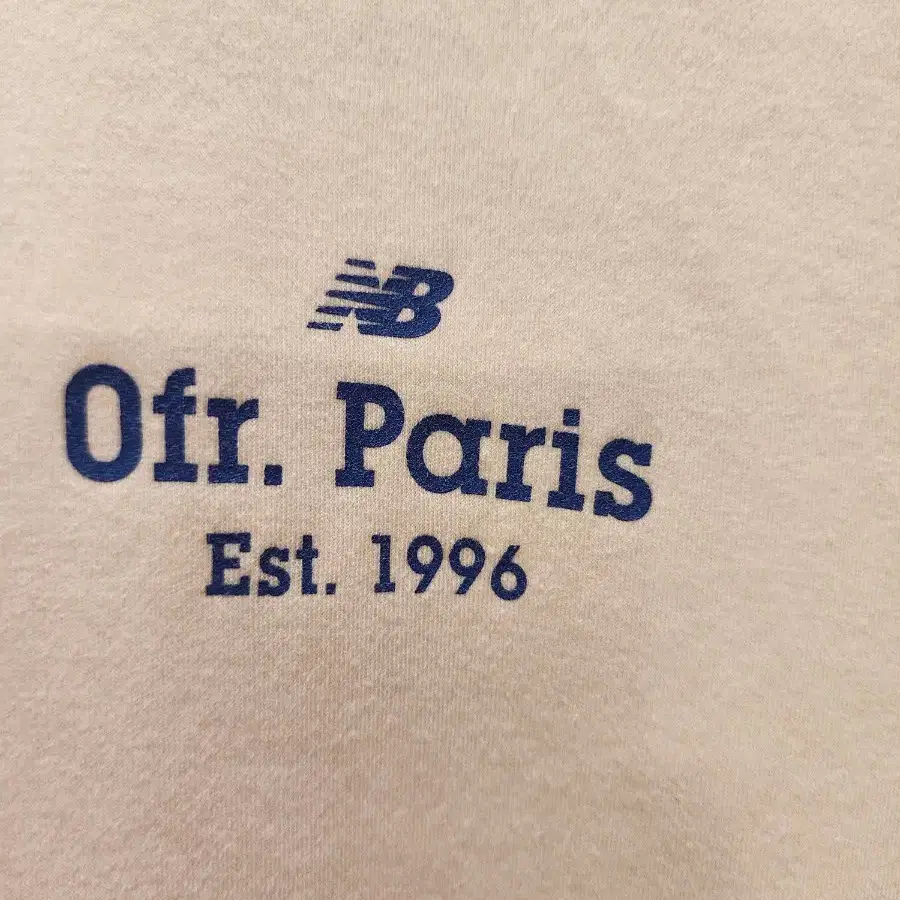 NB
Ofr. Paris
Est. 1996